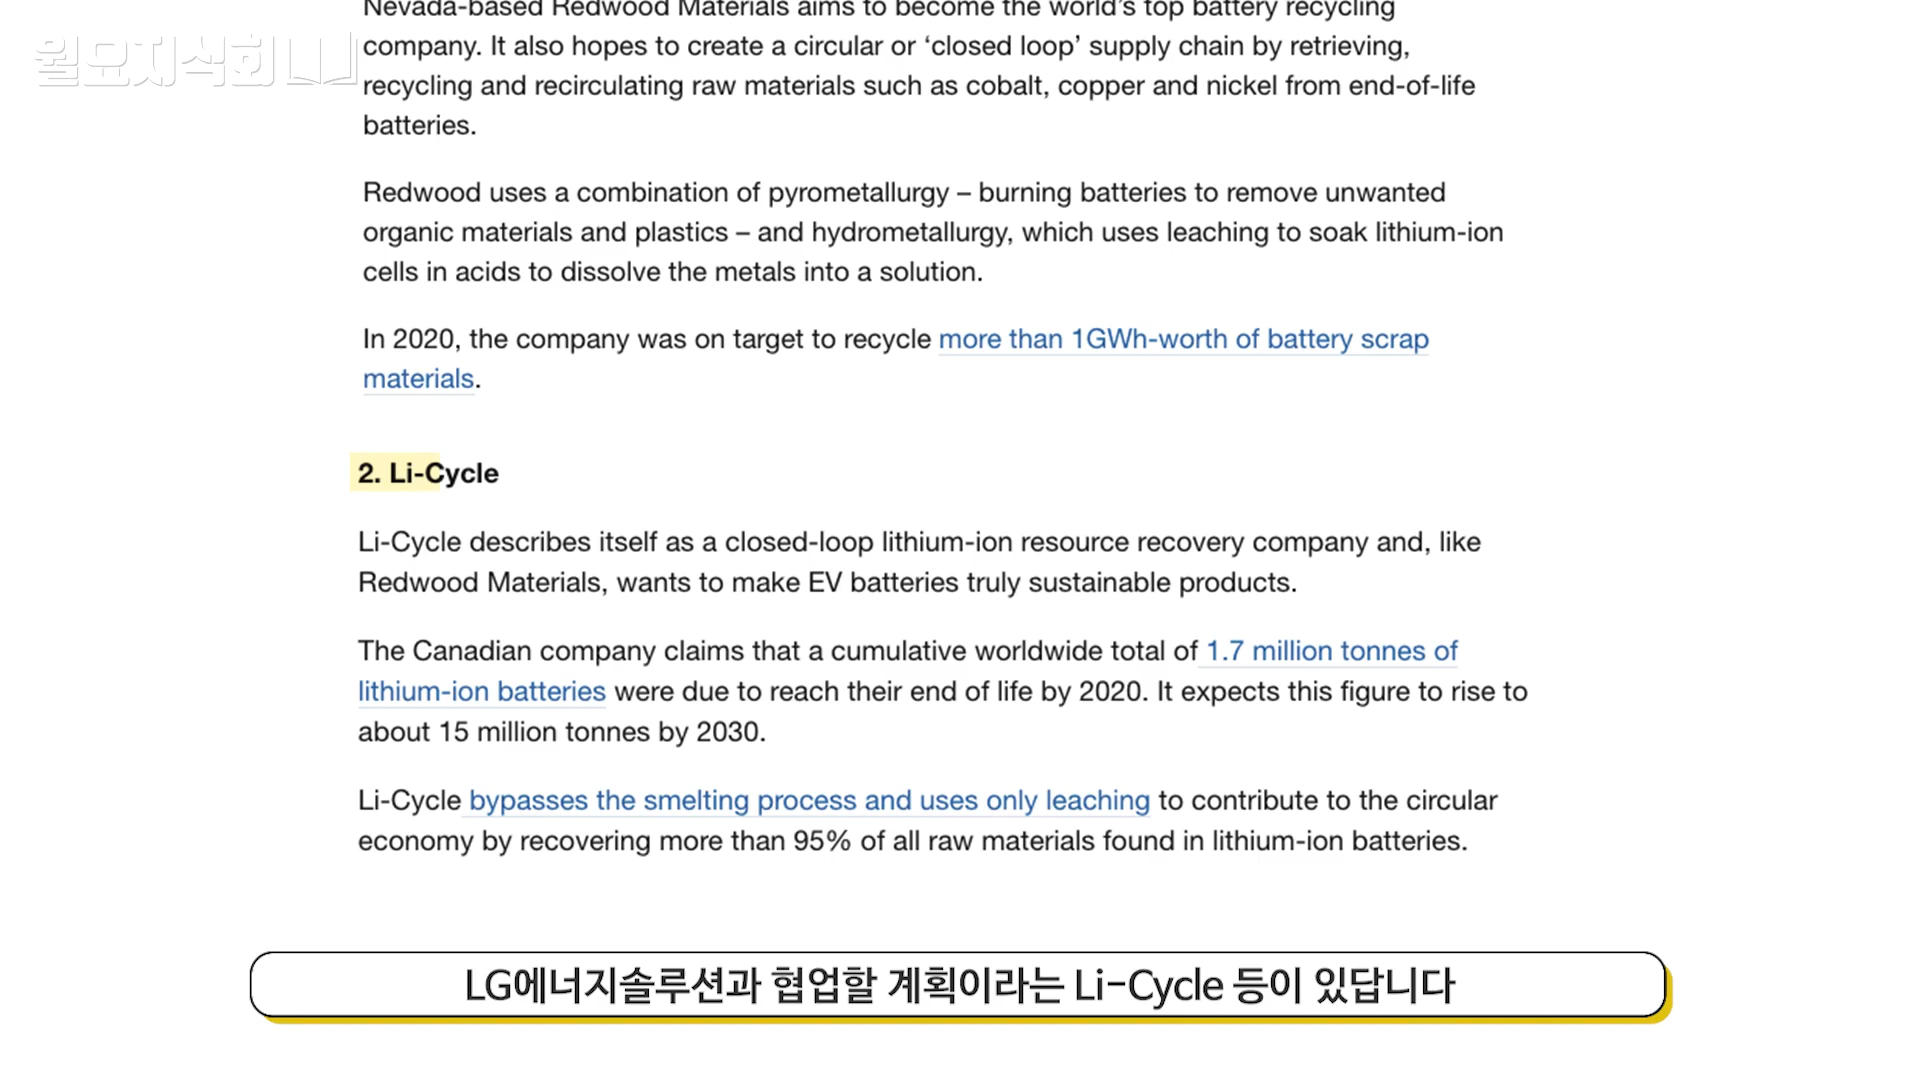 Nevada-based Redwood Materials aims to become the world's top battery recycling
월요지식회
company. It also hopes to create a circular or ‘closed loop’ supply chain by retrieving,
recycling and recirculating raw materials such as cobalt, copper and nickel from end-of-life
batteries.
Redwood uses a combination of pyrometallurgy – burning batteries to remove unwanted
organic materials and plastics – and hydrometallurgy, which uses leaching to soak lithium-ion
cells in acids to dissolve the metals into a solution.
In 2020, the company was on target to recycle more than 1GWh-worth of battery scrap
materials.
2. Li-Cycle
Li-Cycle describes itself as a closed-loop lithium-ion resource recovery company and, like
Redwood Materials, wants to make EV batteries truly sustainable products.
The Canadian company claims that a cumulative worldwide total of 1.7 million tonnes of
lithium-ion batteries were due to reach their end of life by 2020. It expects this figure to rise to
about 15 million tonnes by 2030.
Li-Cycle bypasses the smelting process and uses only leaching to contribute to the circular
economy by recovering more than 95% of all raw materials found in lithium-ion batteries.
LG에너지솔루션과 협업할 계획이라는 Li-Cycle 등이 있답니다